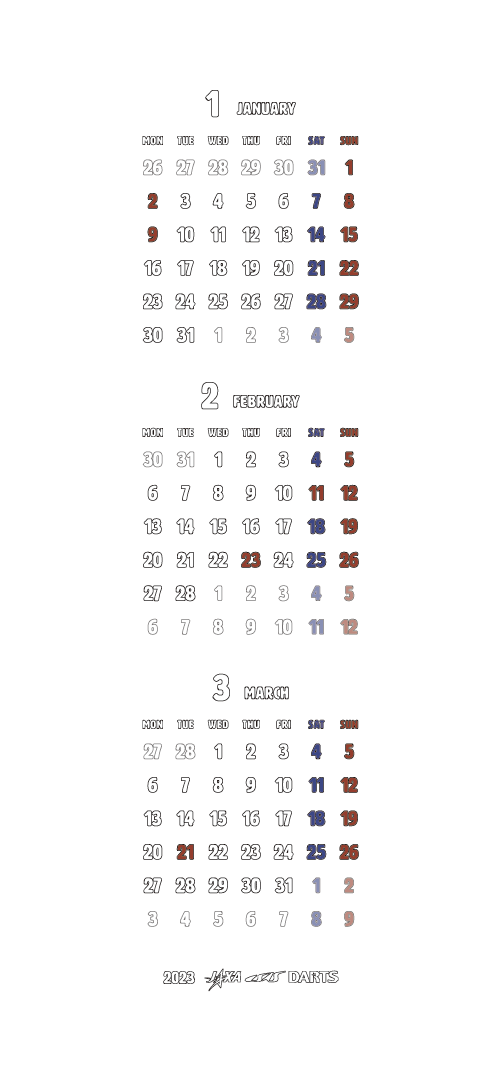 1 JANUARY
MON TUE WED THU FRI SAT SUN
26 27 28 29 30 31 1
2 3 4 5 6 7 8
9 10 11 12 13 14 15
16 17 18 19 20 21 22
23 24 25 26 27 28 29
30 31 1 2 3 4 5
2 FEBRUARY
MON TUE WED THU FRI SAT SUN
30 31 1 2 3 4 5
6 7 8 9 10 11 12
13 14 15 16 17 18 19
20 21 22 23 24 25 26
27 28 1 2 3 4 5
6 7 8 9 10 11 12
3 MARCH
MON TUE WED THU FRI SAT SUN
27 28 1 2 3 4 5
6 7 8 9 10 11 12
13 14 15 16 17 18 19
20 21 22 23 24 25 26
27 28 29 30 31 1 2
3 4 5 6 7 8 9
2023 JAXA DARTS